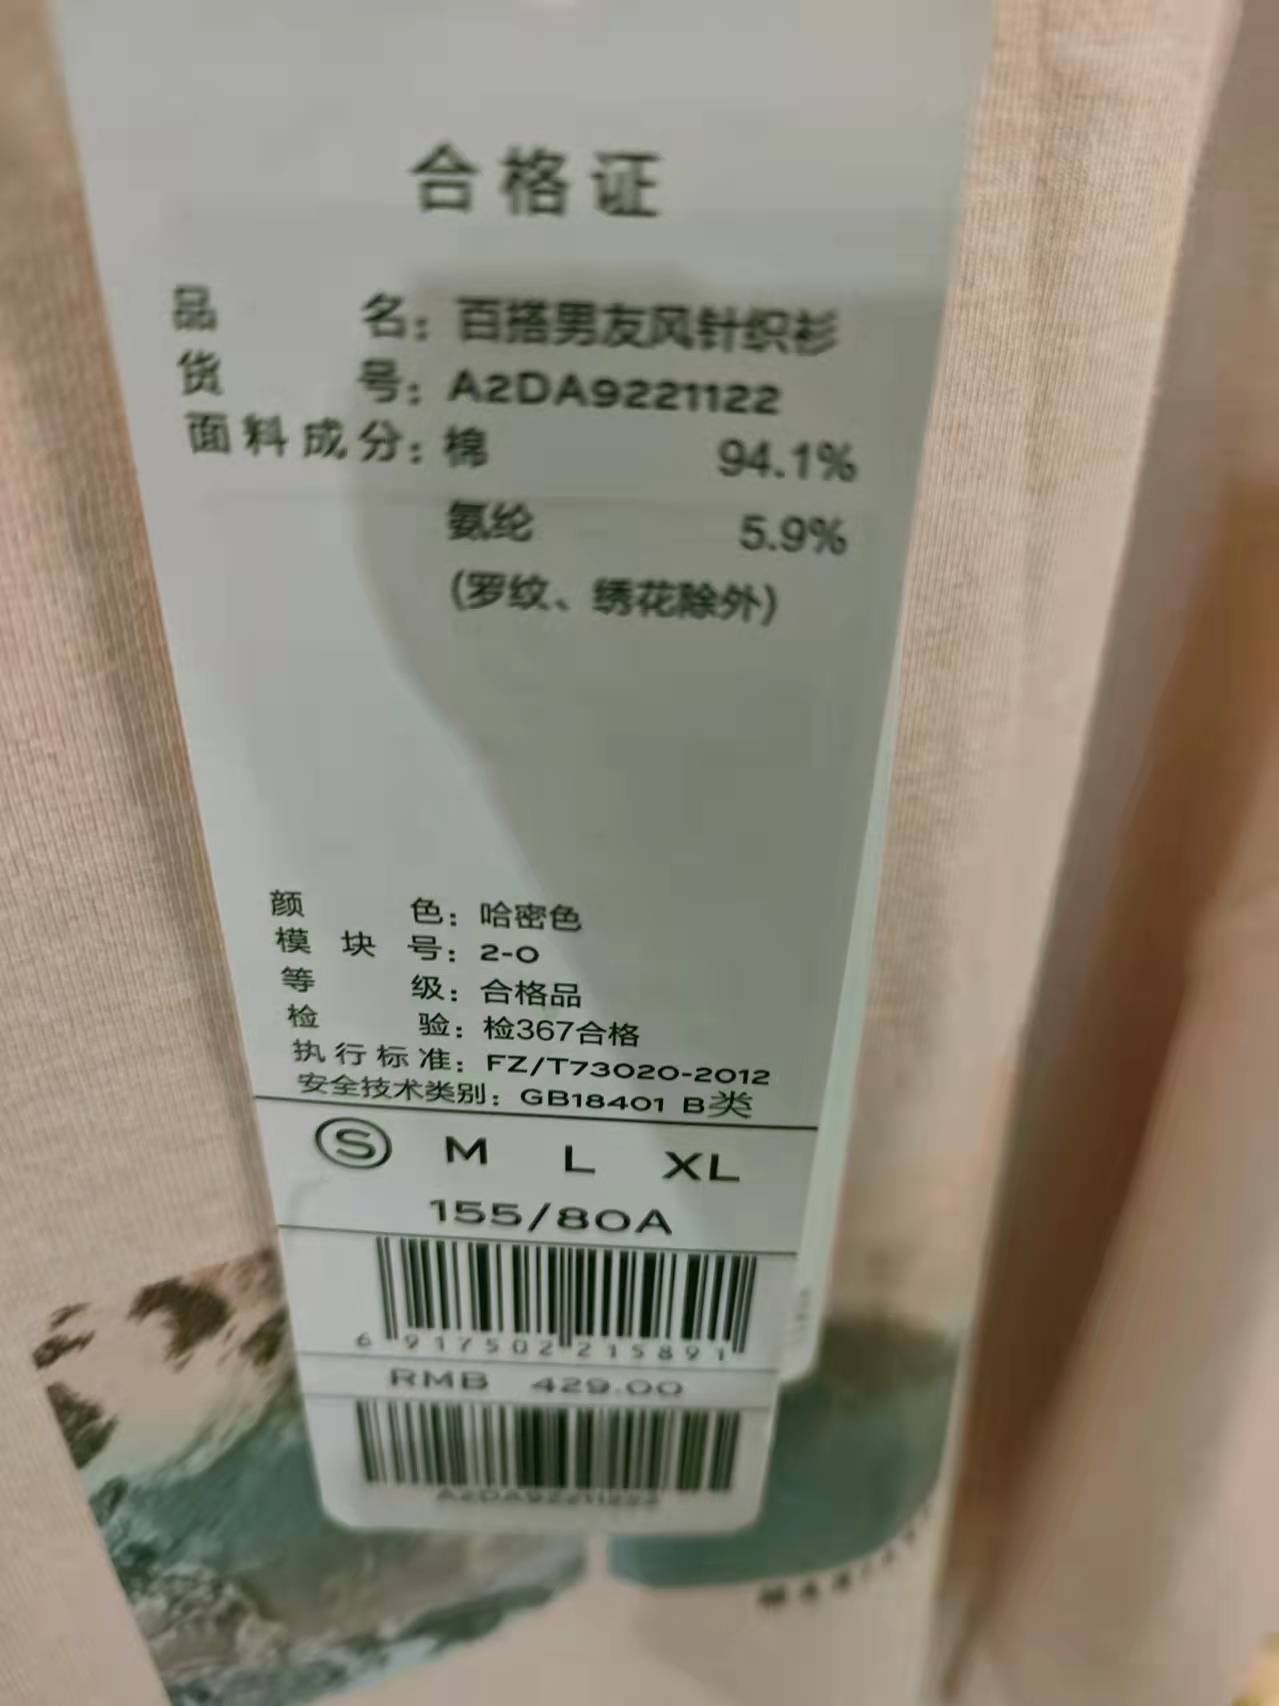 合格证
品 名：百搭男友风针织衫
货 号：A2DA9221122
面料成分：棉 94.1%
氨纶 5.9%
(罗纹、绣花除外)
颜 色：哈密色
模 块 号：2-O
等 级：合格品
检 验：检367合格
执行标准：FZ/T73020-2012
安全技术类别：GB18401 B类
S M L XL
155/80A
6 917502 215891
RMB 429.00